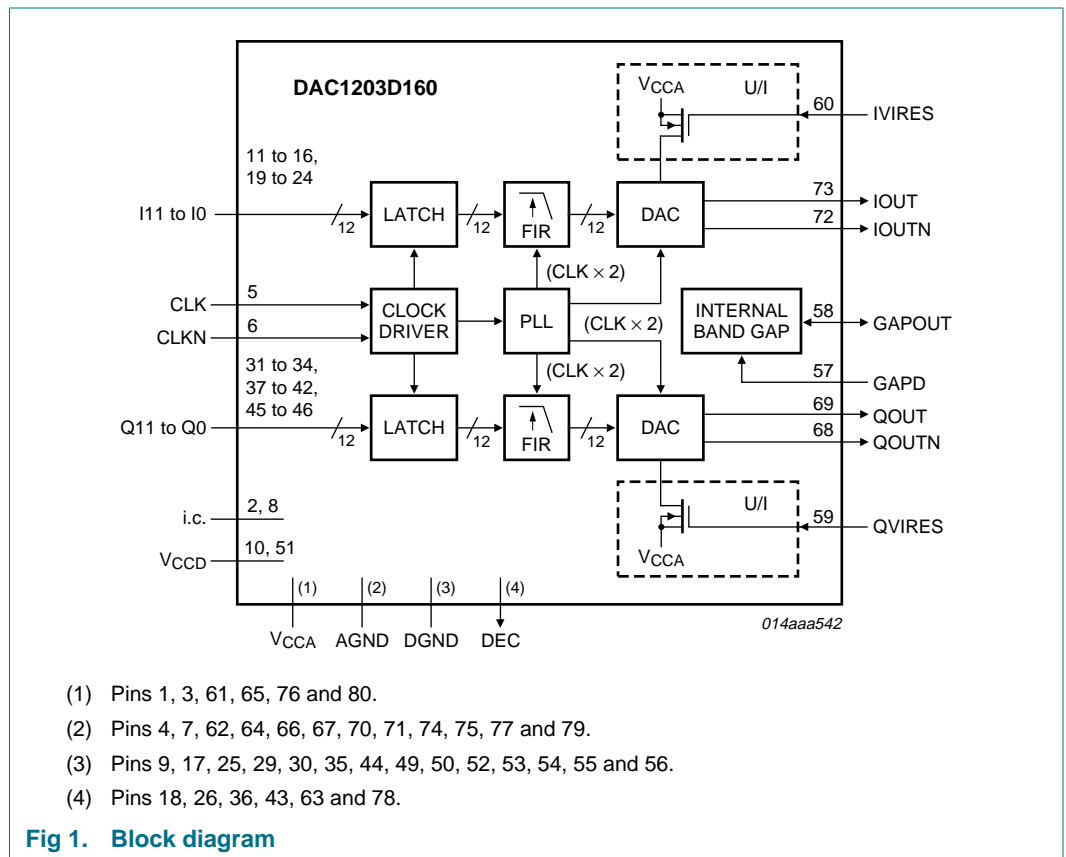 DAC1203D160
VCCA
U/I
60
IVIRES
11 to 16,
19 to 24
I11 to I0
12
LATCH
12
FIR
12
DAC
73
IOUT
72
IOUTN
(CLK × 2)
CLK
5
CLKN
6
CLOCK
DRIVER
PLL
(CLK × 2)
INTERNAL
BAND GAP
58
GAPOUT
57
GAPD
(CLK × 2)
31 to 34,
37 to 42,
45 to 46
Q11 to Q0
12
LATCH
12
FIR
12
DAC
69
QOUT
68
QOUTN
U/I
59
QVIRES
VCCA
i.c.
2, 8
VCCD
10, 51
(1)
(2)
(3)
(4)
VCCA
AGND
DGND
DEC
014aaa542
(1) Pins 1, 3, 61, 65, 76 and 80.
(2) Pins 4, 7, 62, 64, 66, 67, 70, 71, 74, 75, 77 and 79.
(3) Pins 9, 17, 25, 29, 30, 35, 44, 49, 50, 52, 53, 54, 55 and 56.
(4) Pins 18, 26, 36, 43, 63 and 78.
Fig 1. Block diagram